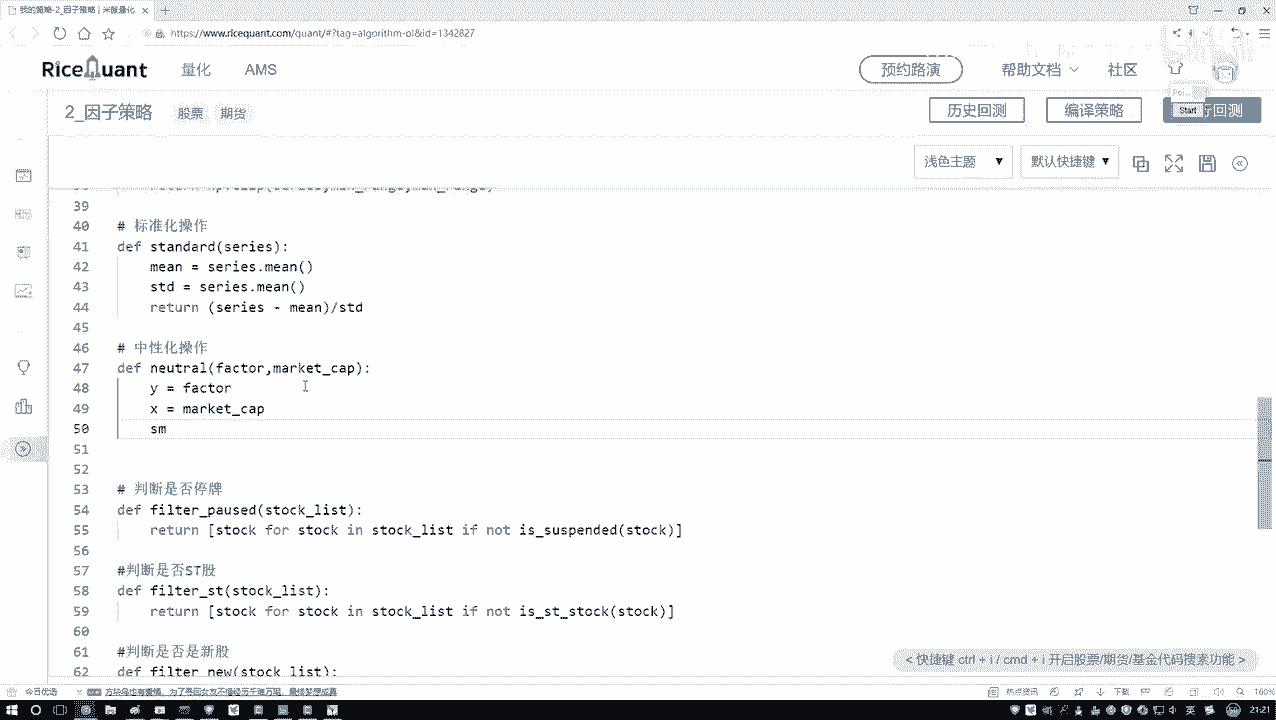 我的策略-2_因子策略 | 米筐量化
https://www.ricequant.com/quant/#?tag=algorithm-ol&id=1342827
RiceQuant 量化 AMS 预约路演 帮助文档 社区
2_因子策略 股票 期货 历史回测 编译策略 回测
Start
浅色主题 默认快捷键
39
40 # 标准化操作
41 def standard(series):
42 mean = series.mean()
43 std = series.mean()
44 return (series - mean)/std
45
46 # 中性化操作
47 def neutral(factor,market_cap):
48 y = factor
49 x = market_cap
50 sm
51
52
53 # 判断是否停牌
54 def filter_paused(stock_list):
55 return [stock for stock in stock_list if not is_suspended(stock)]
56
57 #判断是否ST股
58 def filter_st(stock_list):
59 return [stock for stock in stock_list if not is_st_stock(stock)]
60
61 #判断是否是新股
62 def filter_new(stock_list):
< 快捷键 ctrl + i / cmd + i 开启股票/期货/基金代码搜索功能 >
今日优选 热点资讯 下载 160%
英 21:21